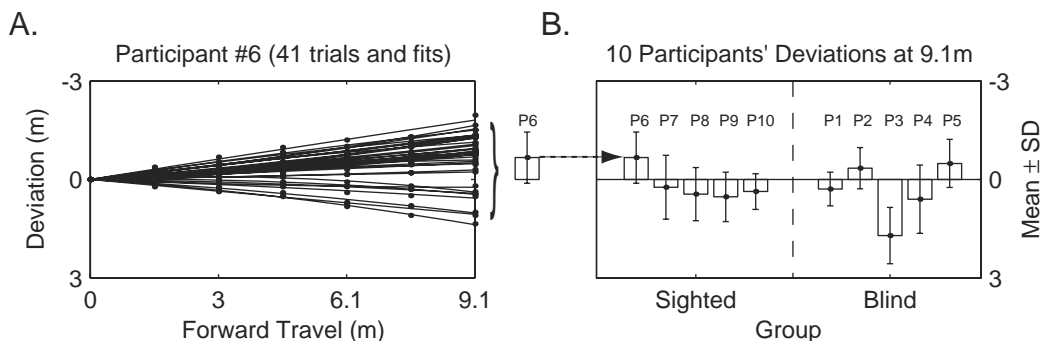 A.
Participant #6 (41 trials and fits)
-3
0
3
Deviation (m)
0 3 6.1 9.1
Forward Travel (m)
P6
B.
10 Participants' Deviations at 9.1m
P6 P7 P8 P9 P10 P1 P2 P3 P4 P5
-3
0
3
Mean ± SD
Sighted Blind
Group